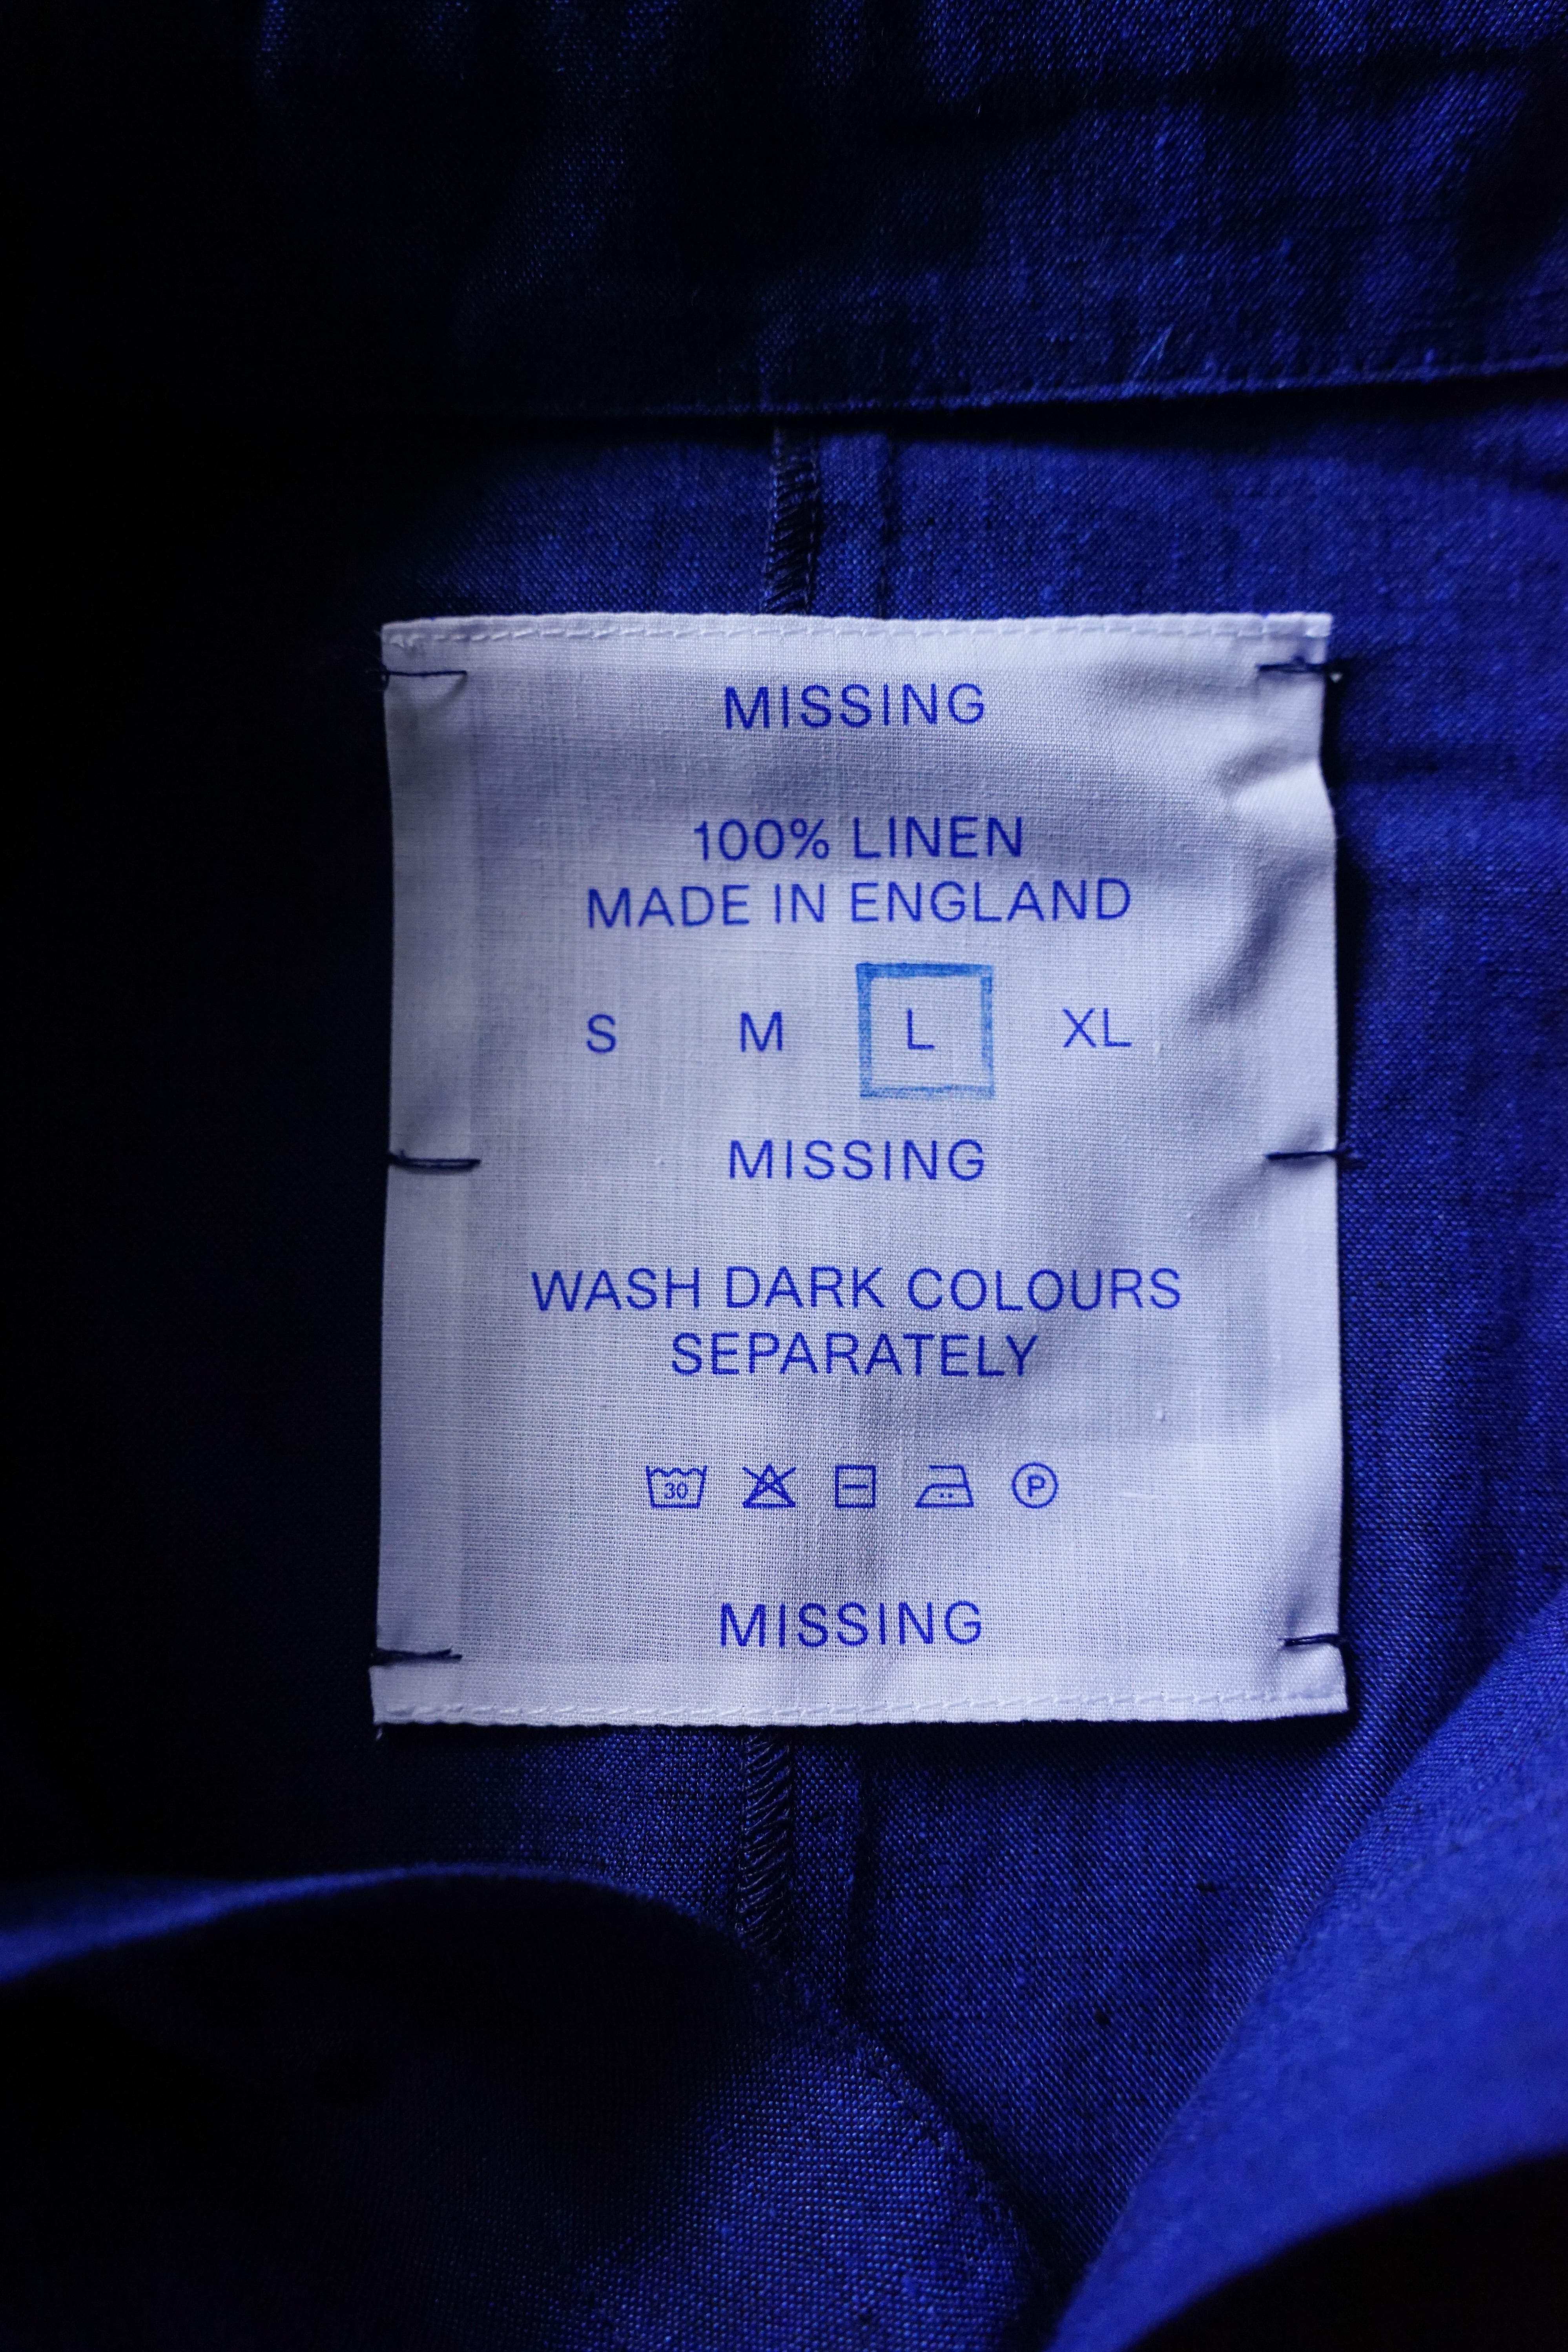 MISSING
100% LINEN
MADE IN ENGLAND
S M L XL
MISSING
WASH DARK COLOURS
SEPARATELY
30 P
MISSING